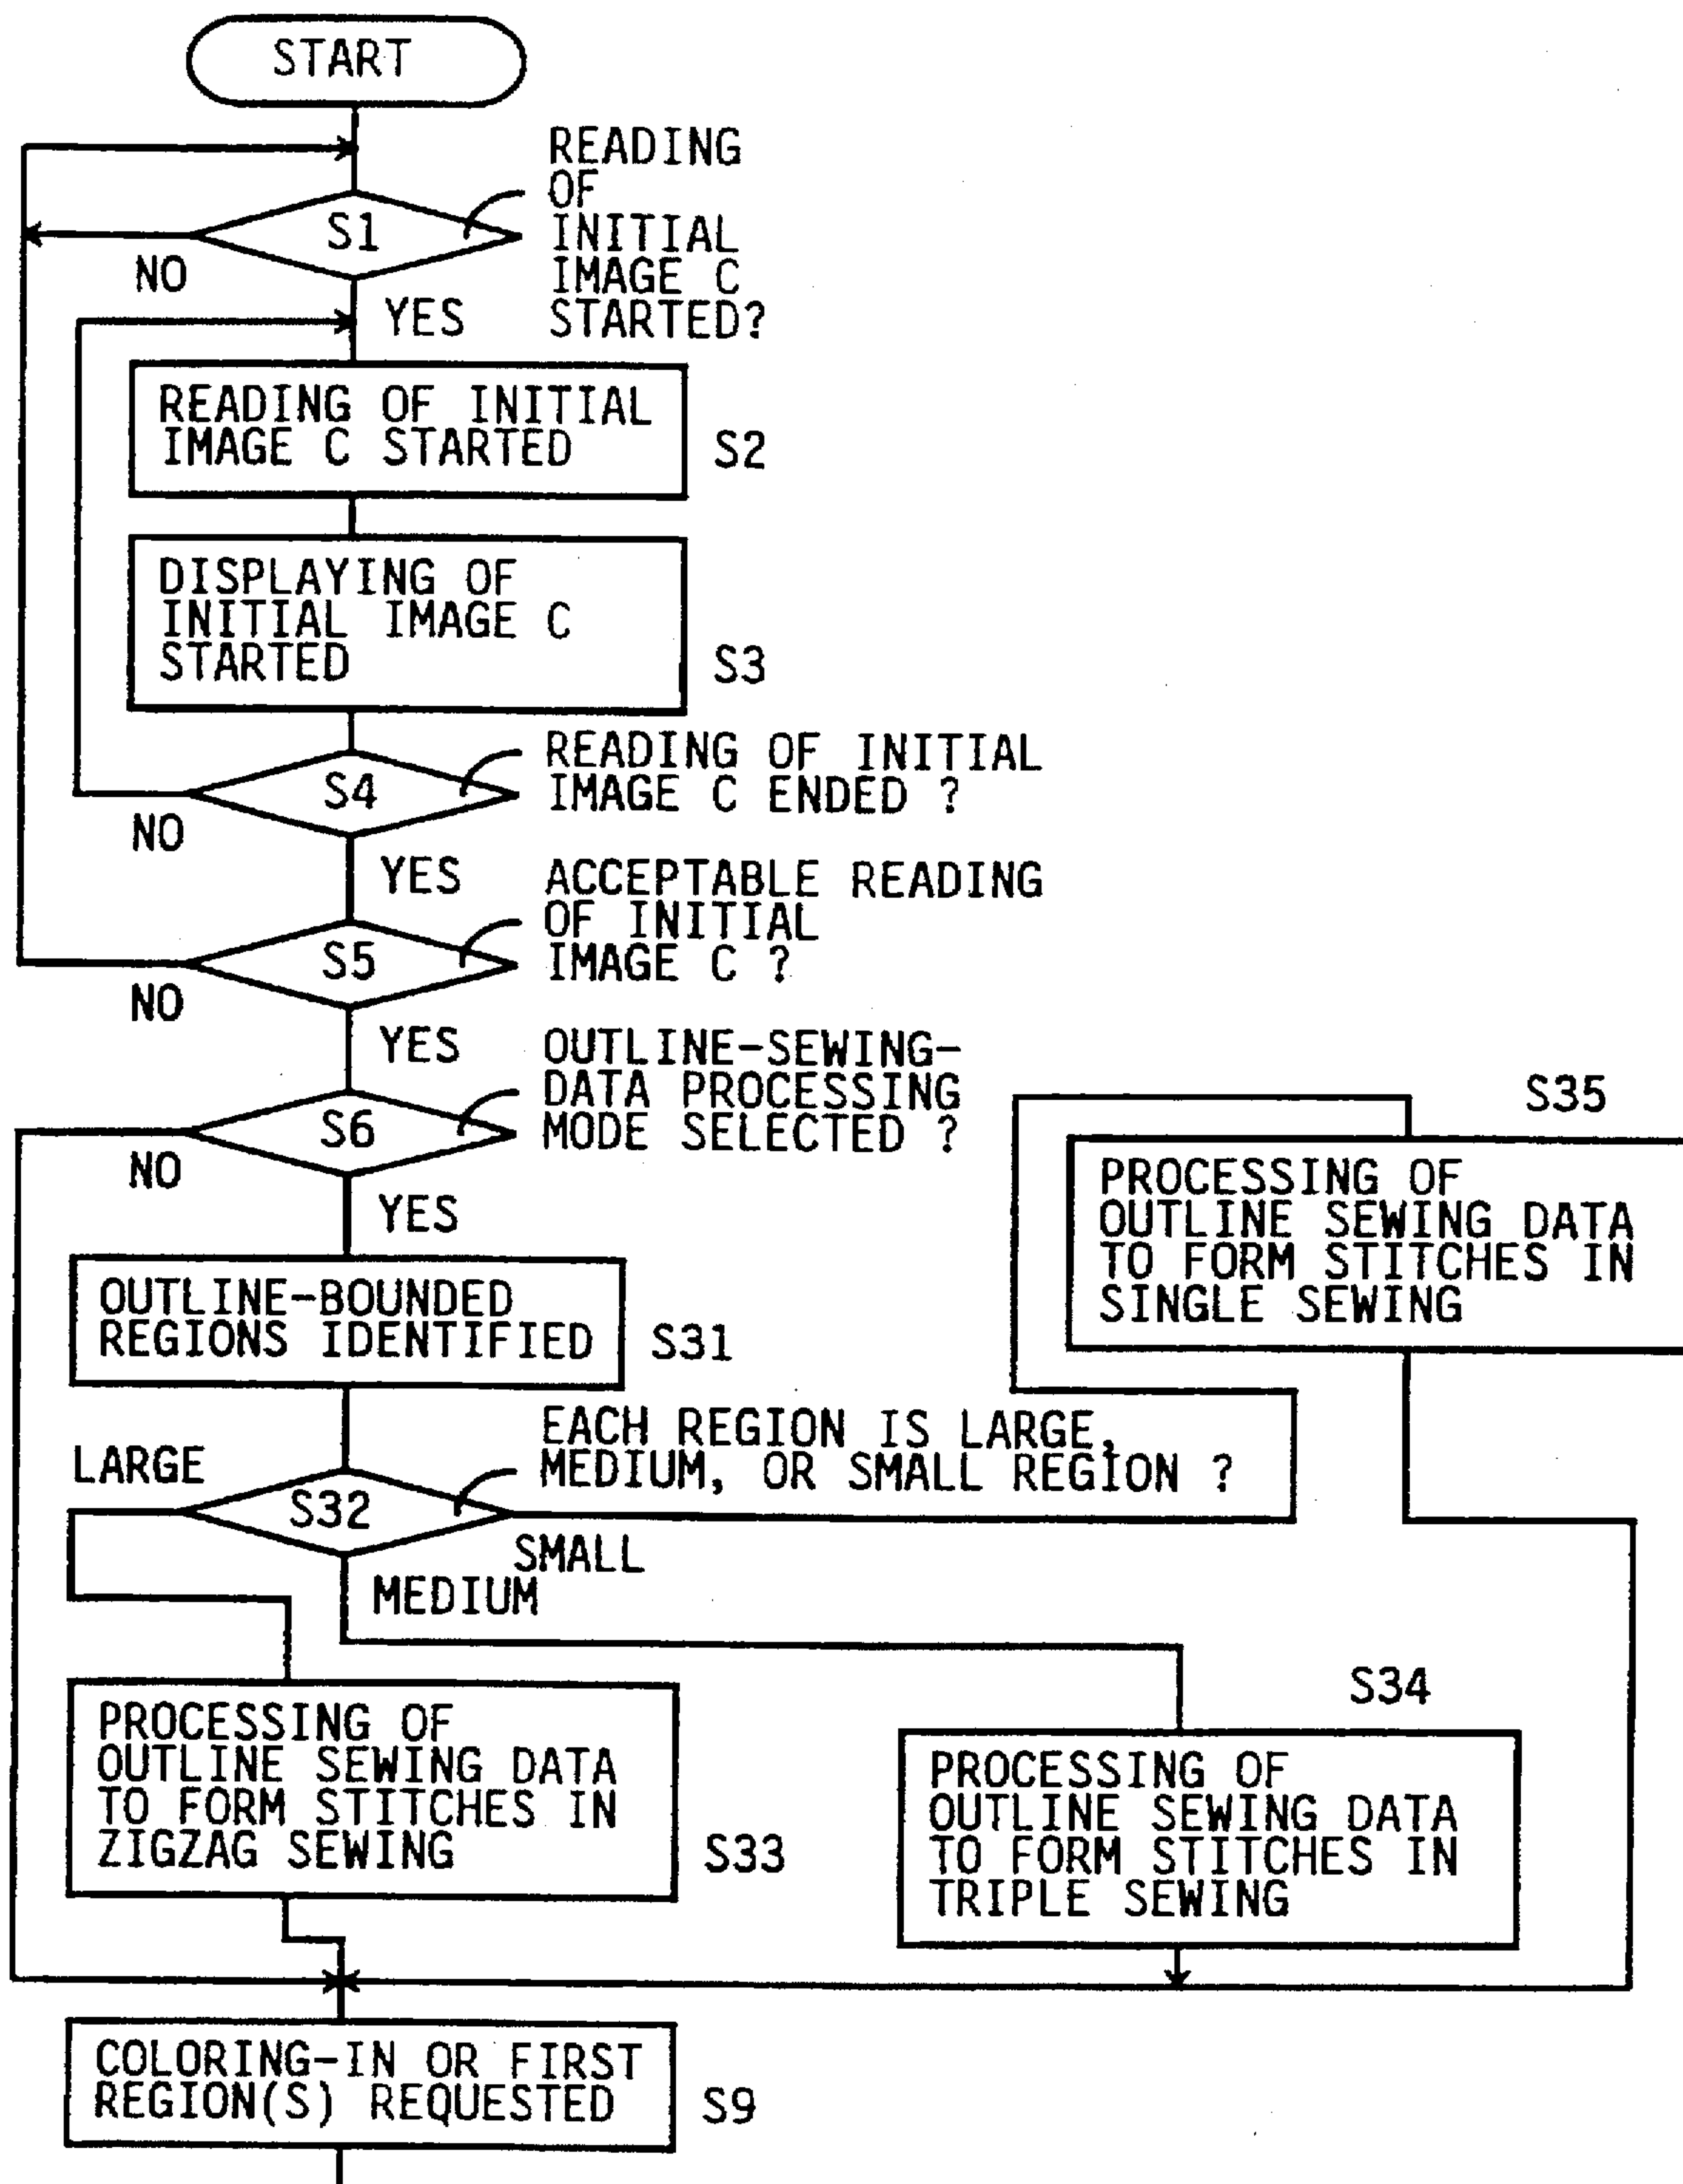 START
READING
OF
INITIAL
IMAGE C
STARTED?
S1
NO
YES
READING OF INITIAL
IMAGE C STARTED
S2
DISPLAYING OF
INITIAL IMAGE C
STARTED
S3
READING OF INITIAL
IMAGE C ENDED ?
S4
NO
YES
ACCEPTABLE READING
OF INITIAL
IMAGE C ?
S5
NO
YES
OUTLINE-SEWING-
DATA PROCESSING
MODE SELECTED ?
S6
NO
YES
S35
PROCESSING OF
OUTLINE SEWING DATA
TO FORM STITCHES IN
SINGLE SEWING
OUTLINE-BOUNDED
REGIONS IDENTIFIED
S31
EACH REGION IS LARGE,
MEDIUM, OR SMALL REGION ?
LARGE
S32
SMALL
MEDIUM
S34
PROCESSING OF
OUTLINE SEWING DATA
TO FORM STITCHES IN
ZIGZAG SEWING
S33
PROCESSING OF
OUTLINE SEWING DATA
TO FORM STITCHES IN
TRIPLE SEWING
COLORING-IN OR FIRST
REGION(S) REQUESTED
S9